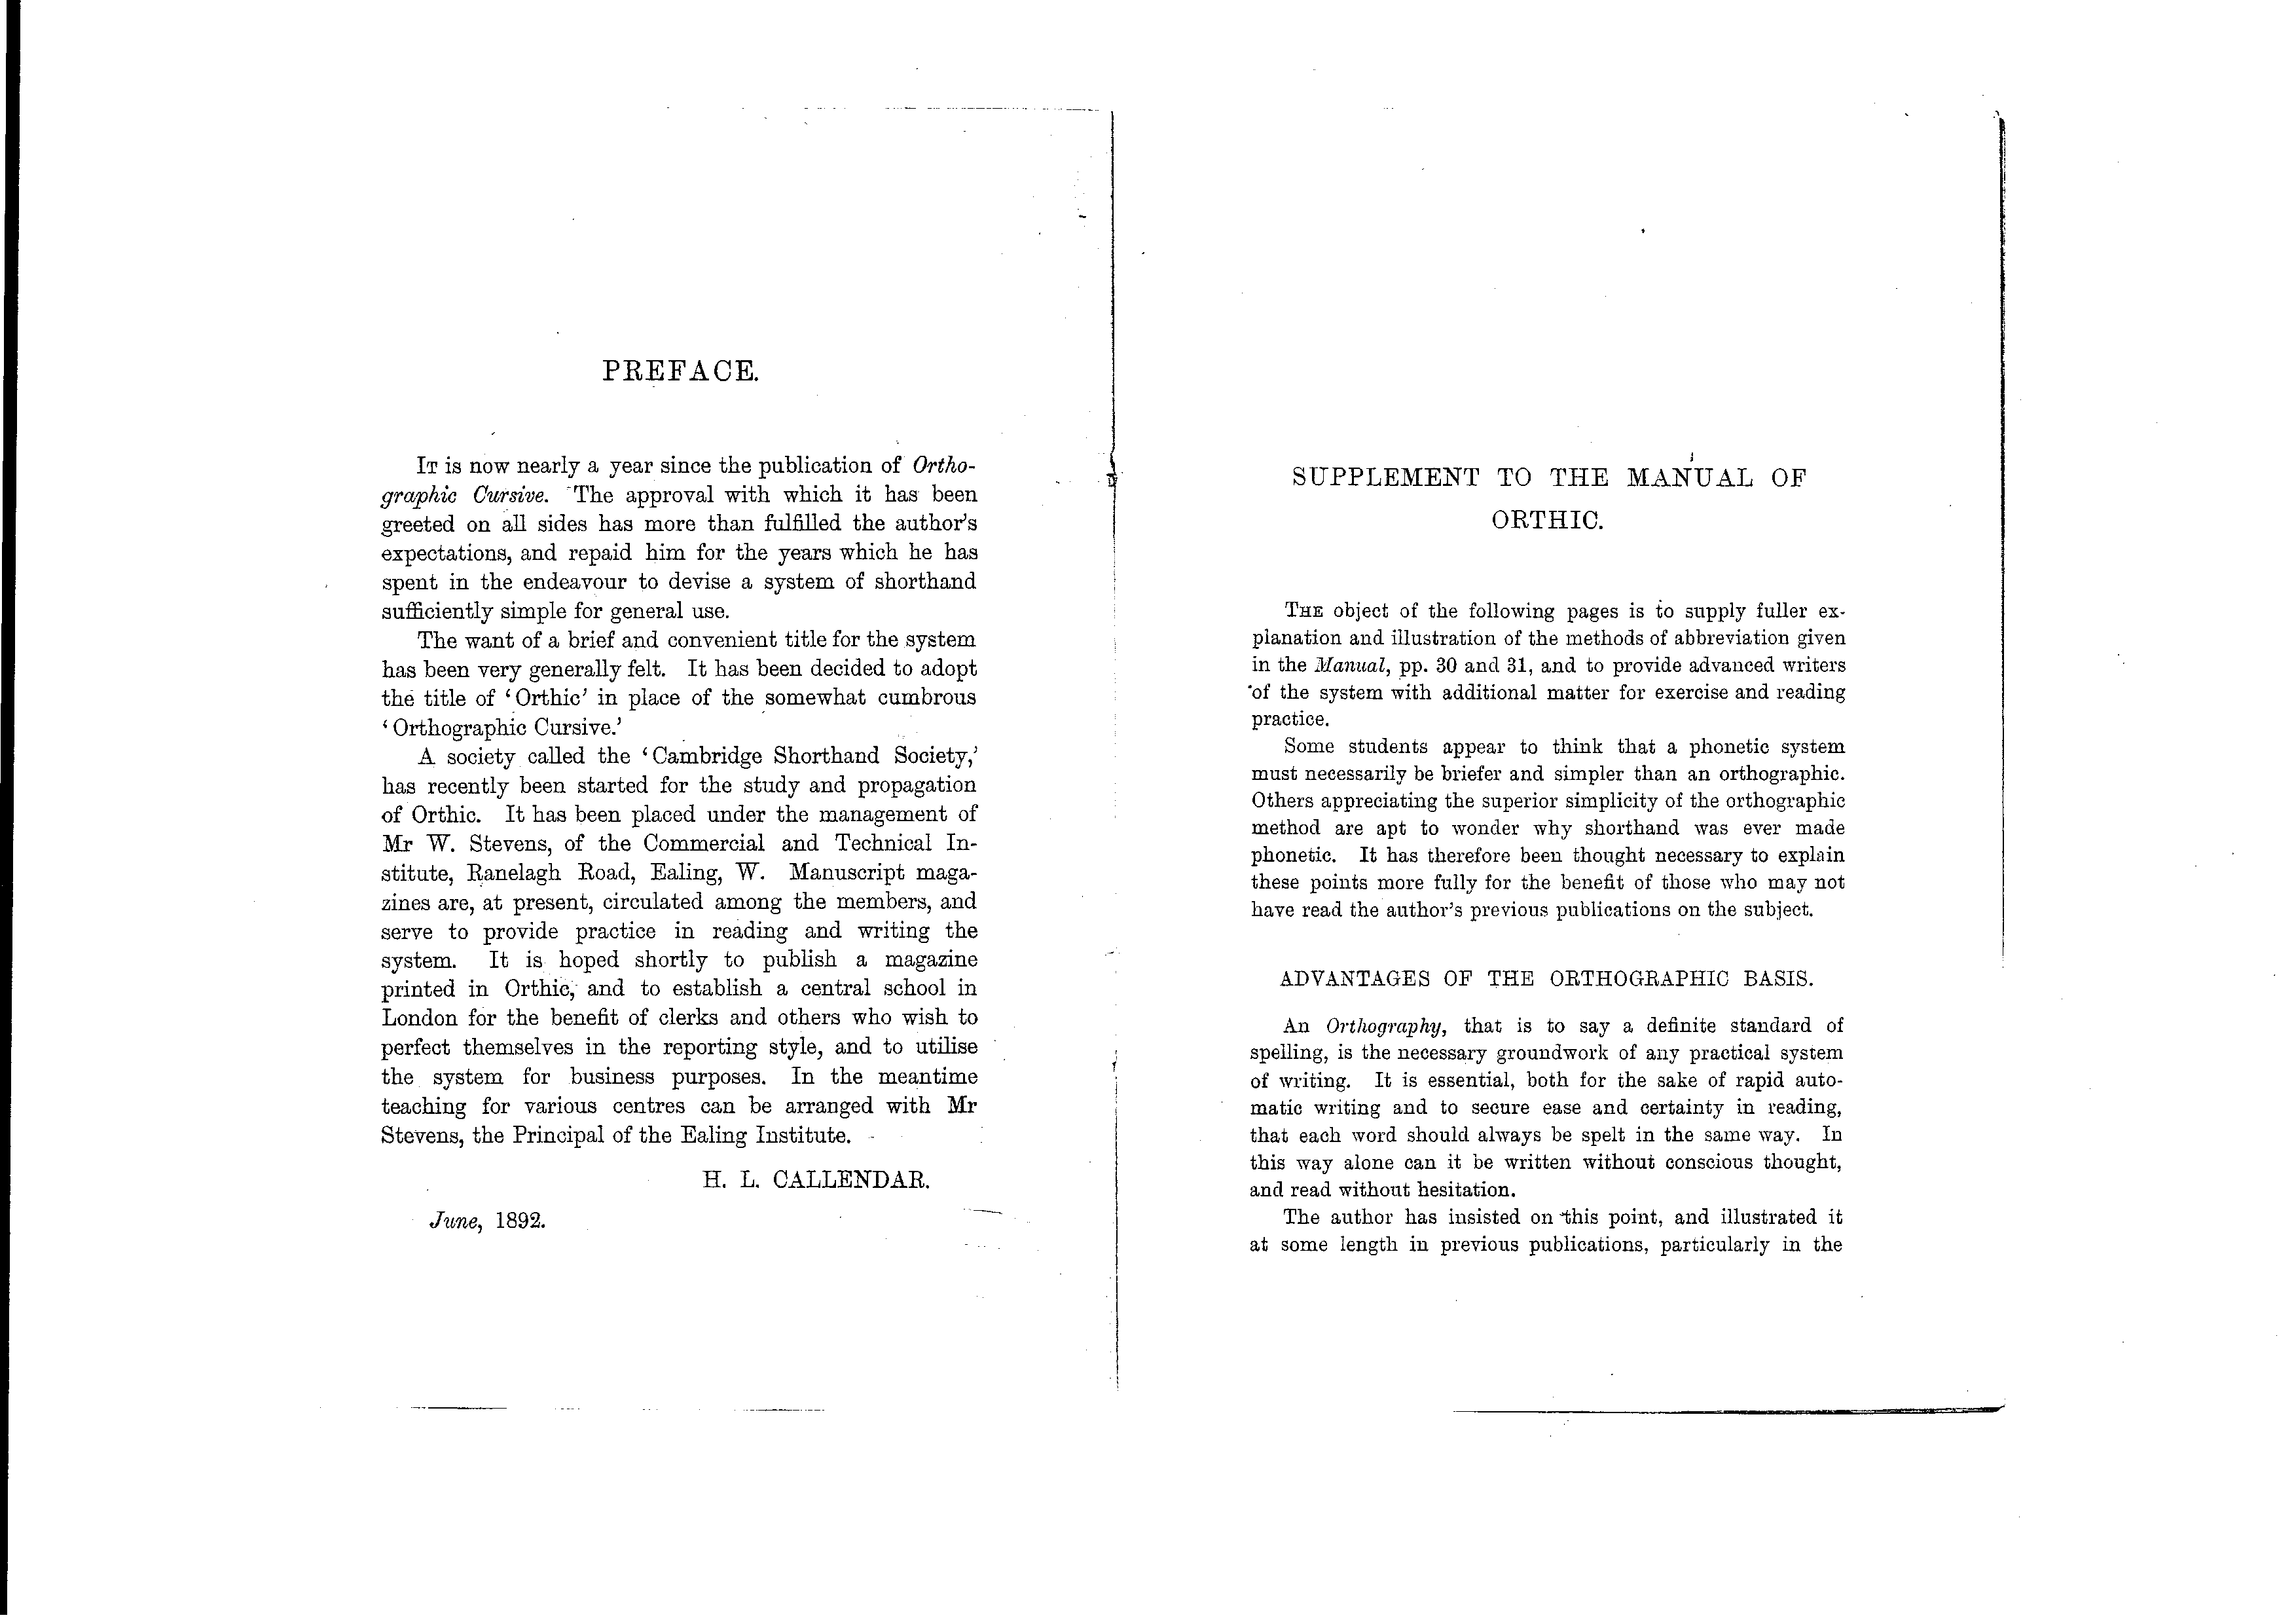 PREFACE.
It is now nearly a year since the publication of Ortho-
graphic Cursive. The approval with which it has been
greeted on all sides has more than fulfilled the author's
expectations, and repaid him for the years which he has
spent in the endeavour to devise a system of shorthand
sufficiently simple for general use.
The want of a brief and convenient title for the system
has been very generally felt. It has been decided to adopt
the title of ‘Orthic’ in place of the somewhat cumbrous
‘Orthographic Cursive.’
A society called the ‘Cambridge Shorthand Society,’
has recently been started for the study and propagation
of Orthic. It has been placed under the management of
Mr W. Stevens, of the Commercial and Technical In-
stitute, Ranelagh Road, Ealing, W. Manuscript maga-
zines are, at present, circulated among the members, and
serve to provide practice in reading and writing the
system. It is hoped shortly to publish a magazine
printed in Orthic, and to establish a central school in
London for the benefit of clerks and others who wish to
perfect themselves in the reporting style, and to utilise
the system for business purposes. In the meantime
teaching for various centres can be arranged with Mr
Stevens, the Principal of the Ealing Institute.
H. L. CALLENDAR.
June, 1892.
SUPPLEMENT TO THE MANUAL OF
ORTHIC.
The object of the following pages is to supply fuller ex-
planation and illustration of the methods of abbreviation given
in the Manual, pp. 30 and 31, and to provide advanced writers
of the system with additional matter for exercise and reading
practice.
Some students appear to think that a phonetic system
must necessarily be briefer and simpler than an orthographic.
Others appreciating the superior simplicity of the orthographic
method are apt to wonder why shorthand was ever made
phonetic. It has therefore been thought necessary to explain
these points more fully for the benefit of those who may not
have read the author's previous publications on the subject.
ADVANTAGES OF THE ORTHOGRAPHIC BASIS.
An Orthography, that is to say a definite standard of
spelling, is the necessary groundwork of any practical system
of writing. It is essential, both for the sake of rapid auto-
matic writing and to secure ease and certainty in reading,
that each word should always be spelt in the same way. In
this way alone can it be written without conscious thought,
and read without hesitation.
The author has insisted on this point, and illustrated it
at some length in previous publications, particularly in the